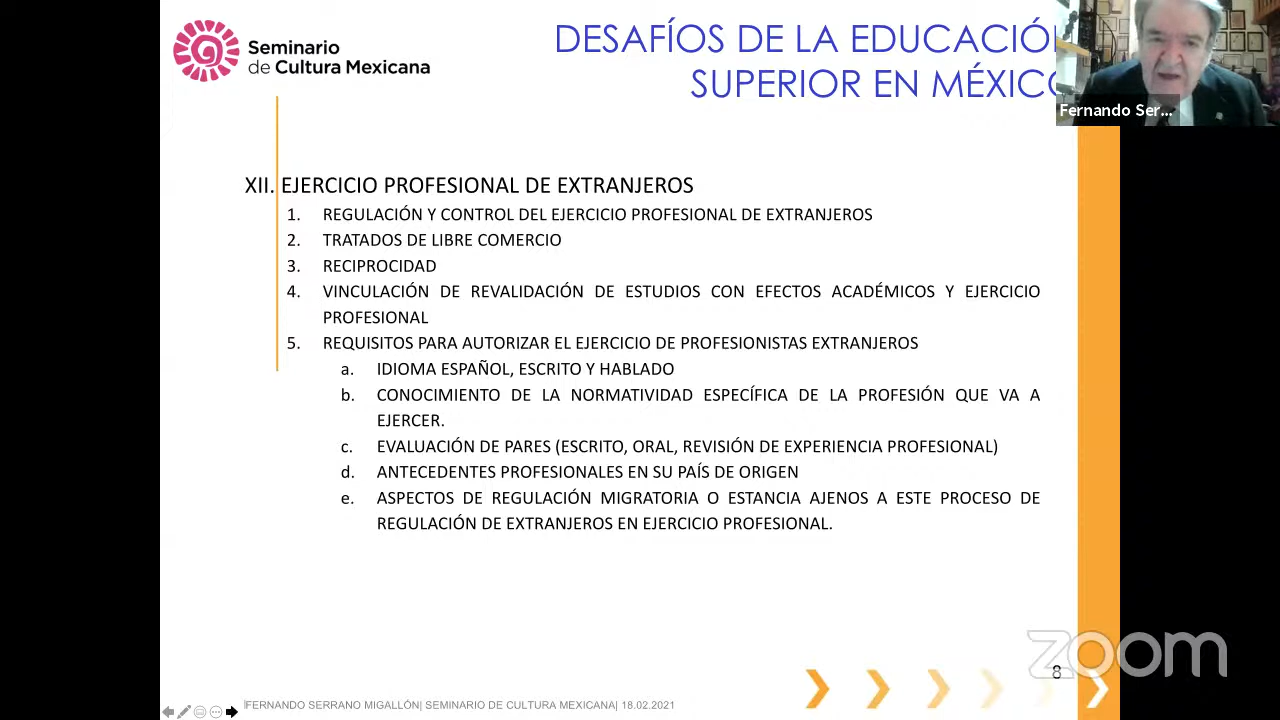 Seminario
de Cultura Mexicana
DESAFÍOS DE LA EDUCACIÓN
SUPERIOR EN MÉXICO
Fernando Ser...
XII. EJERCICIO PROFESIONAL DE EXTRANJEROS
1. REGULACIÓN Y CONTROL DEL EJERCICIO PROFESIONAL DE EXTRANJEROS
2. TRATADOS DE LIBRE COMERCIO
3. RECIPROCIDAD
4. VINCULACIÓN DE REVALIDACIÓN DE ESTUDIOS CON EFECTOS ACADÉMICOS Y EJERCICIO
PROFESIONAL
5. REQUISITOS PARA AUTORIZAR EL EJERCICIO DE PROFESIONISTAS EXTRANJEROS
a. IDIOMA ESPAÑOL, ESCRITO Y HABLADO
b. CONOCIMIENTO DE LA NORMATIVIDAD ESPECÍFICA DE LA PROFESIÓN QUE VA A
EJERCER.
c. EVALUACIÓN DE PARES (ESCRITO, ORAL, REVISIÓN DE EXPERIENCIA PROFESIONAL)
d. ANTECEDENTES PROFESIONALES EN SU PAÍS DE ORIGEN
e. ASPECTOS DE REGULACIÓN MIGRATORIA O ESTANCIA AJENOS A ESTE PROCESO DE
REGULACIÓN DE EXTRANJEROS EN EJERCICIO PROFESIONAL.
zoom
8
FERNANDO SERRANO MIGALLÓN| SEMINARIO DE CULTURA MEXICANA| 18.02.2021